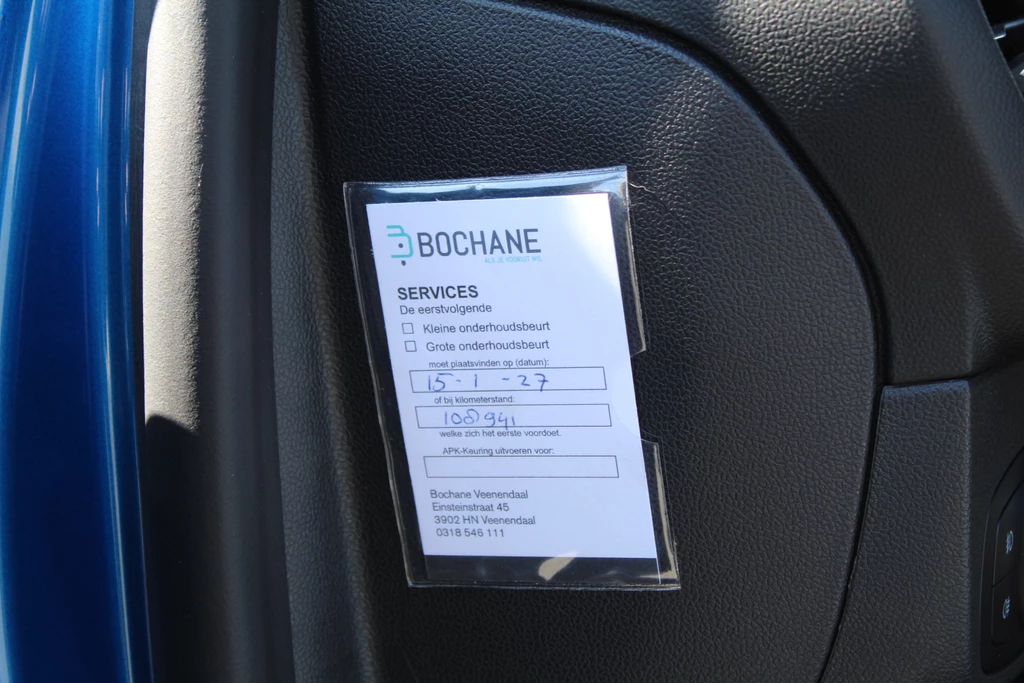 BOCHANE
ALS JE VOORUIT WIL
SERVICES
De eerstvolgende
Kleine onderhoudsbeurt
Grote onderhoudsbeurt
moet plaatsvinden op (datum):
15-1-27
of bij kilometerstand:
108941
welke zich het eerste voordoet.
APK-Keuring uitvoeren voor:
Bochane Veenendaal
Einsteinstraat 45
3902 HN Veenendaal
0318 546 111